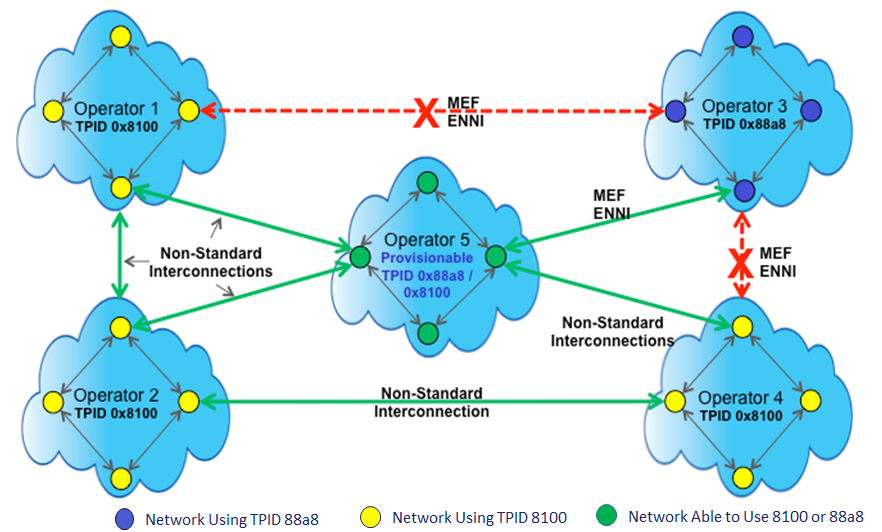 Operator 1
TPID 0x8100
MEF
ENNI
Operator 3
TPID 0x88a8
Non-Standard
Interconnections
Operator 5
Provisionable
TPID 0x88a8 /
0x8100
MEF
ENNI
MEF
ENNI
Non-Standard
Interconnections
Operator 2
TPID 0x8100
Non-Standard
Interconnection
Operator 4
TPID 0x8100
Network Using TPID 88a8
Network Using TPID 8100
Network Able to Use 8100 or 88a8